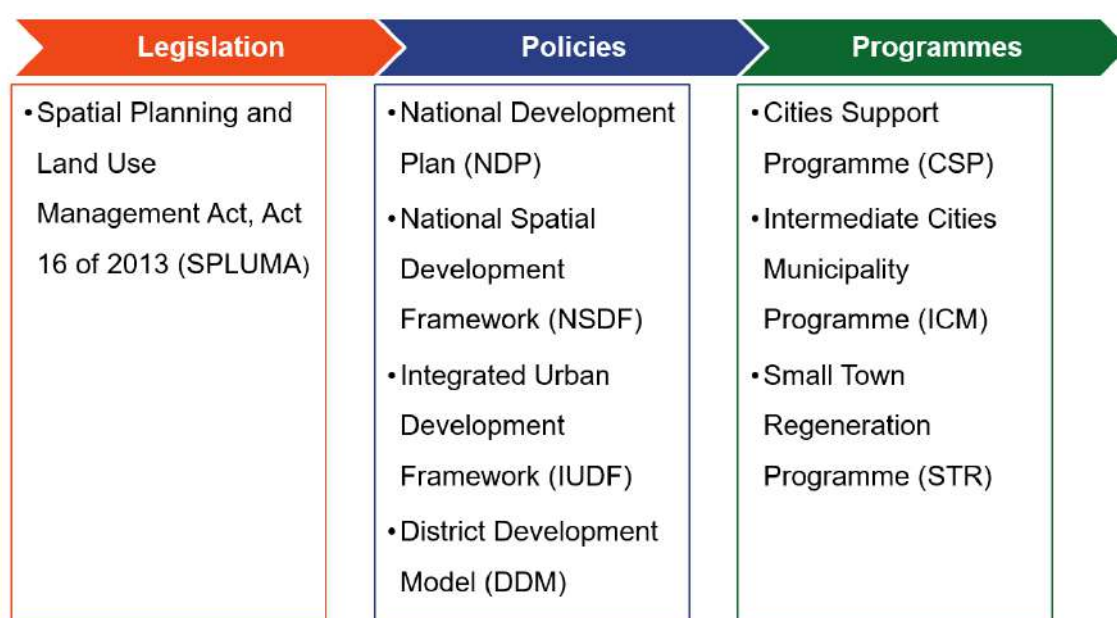 Legislation
Policies
Programmes
•Spatial Planning and
Land Use
Management Act, Act
16 of 2013 (SPLUMA)
•National Development
Plan (NDP)
•National Spatial
Development
Framework (NSDF)
•Integrated Urban
Development
Framework (IUDF)
•District Development
Model (DDM)
•Cities Support
Programme (CSP)
•Intermediate Cities
Municipality
Programme (ICM)
•Small Town
Regeneration
Programme (STR)